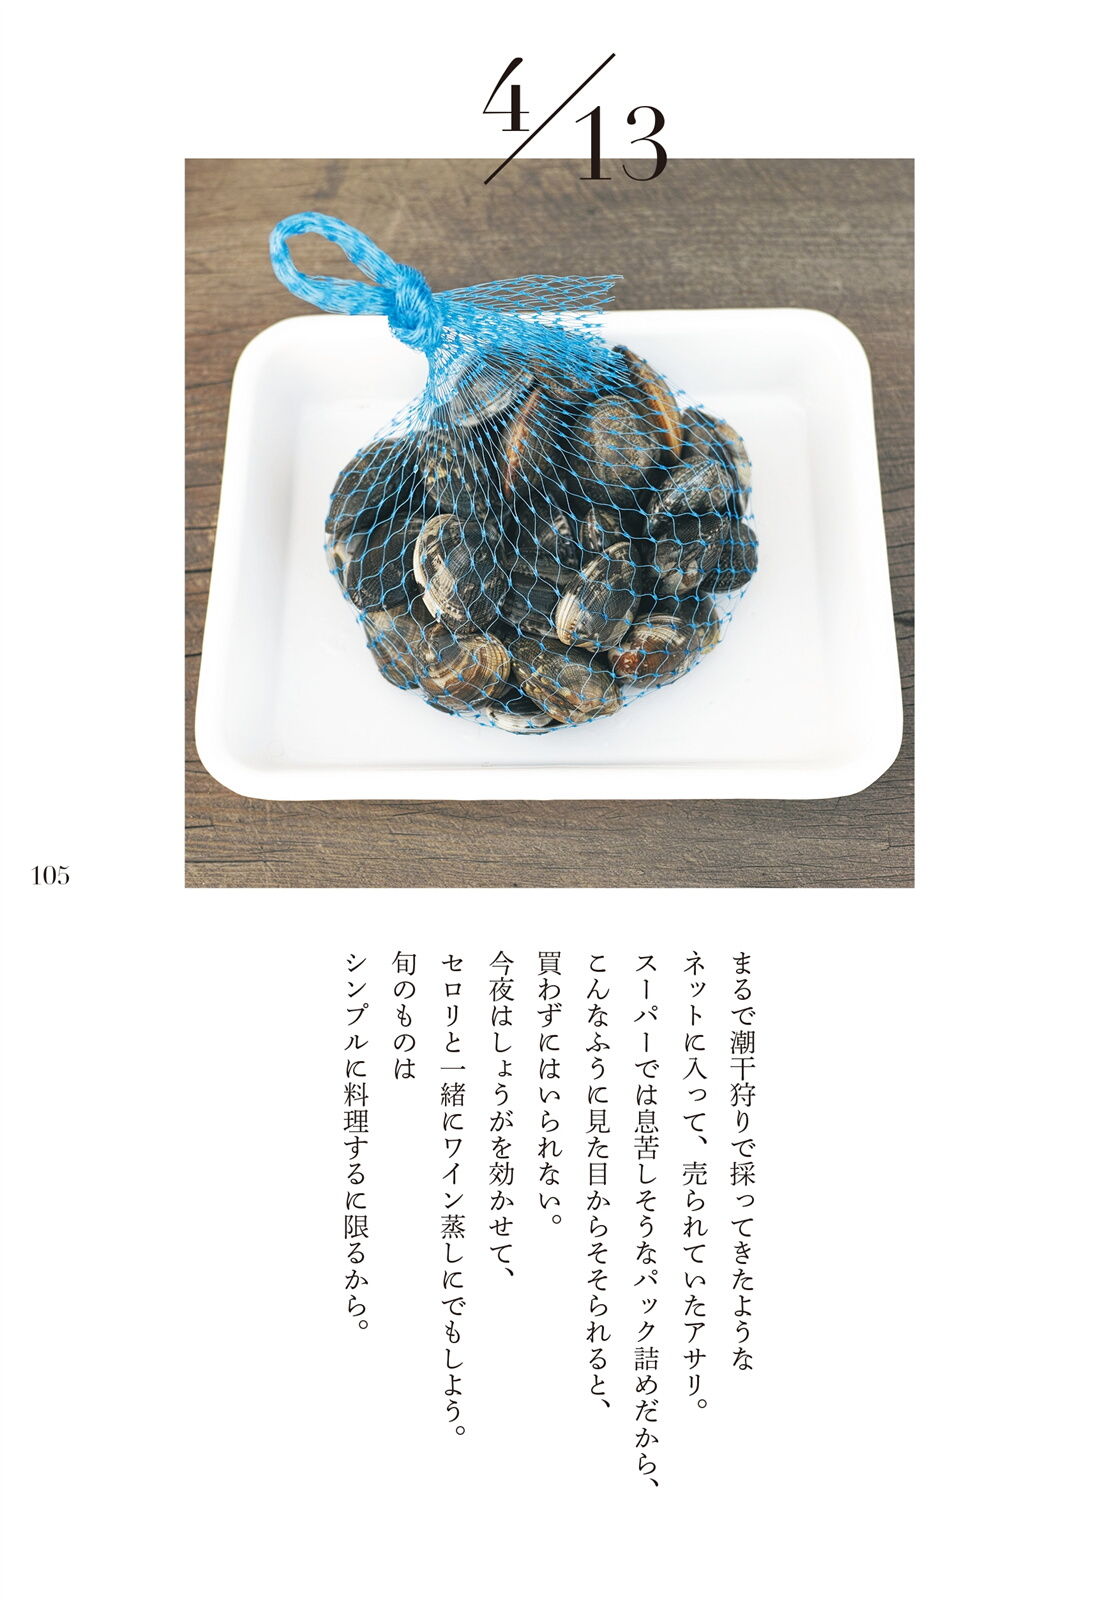 4/13
まるで潮干狩りで採ってきたような
ネットに入って、売られていたアサリ。
スーパーでは息苦しそうなパック詰めだから、
こんなふうに見た目からそそられると、
買わずにはいられない。
今夜はしょうがを効かせて、
セロリと一緒にワイン蒸しにでもしよう。
旬のものは
シンプルに料理するに限るから。
105